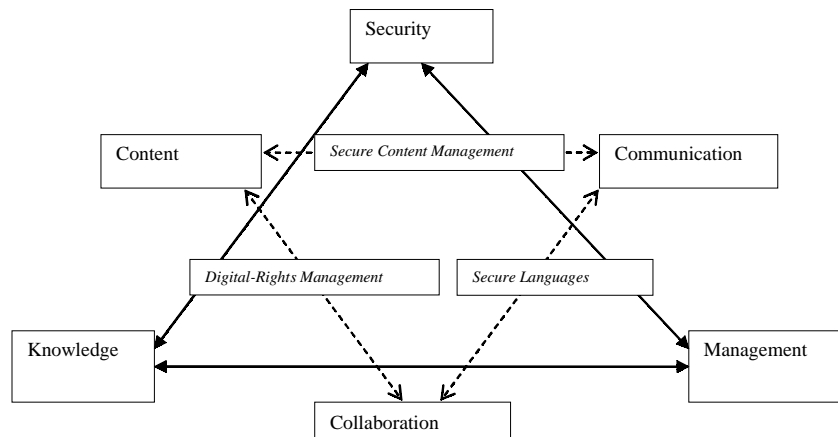 Security
Content
Secure Content Management
Communication
Digital-Rights Management
Secure Languages
Knowledge
Management
Collaboration